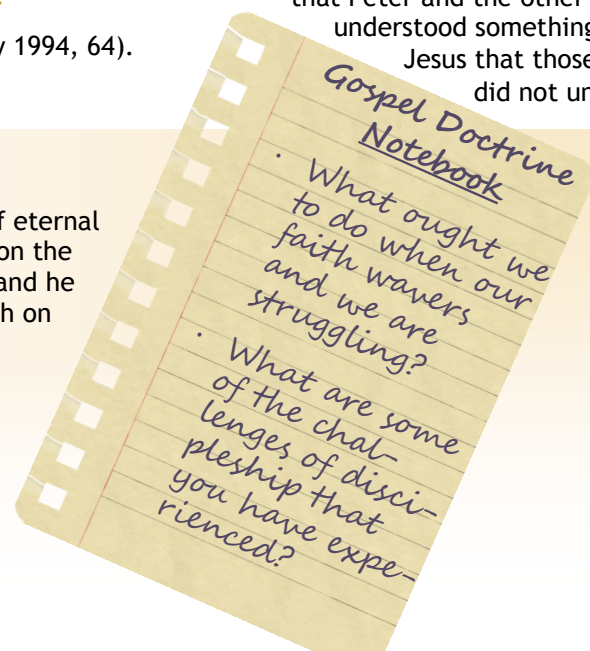 y 1994, 64).
that Peter and the other
understood something
Jesus that those
did not un
f eternal
on the
and he
h on
Gospel Doctrine
Notebook
· What ought we
to do when our
faith wavers
and we are
struggling?
· What are some
of the chal-
lenges of disci-
pleship that
you have expe-
rienced?